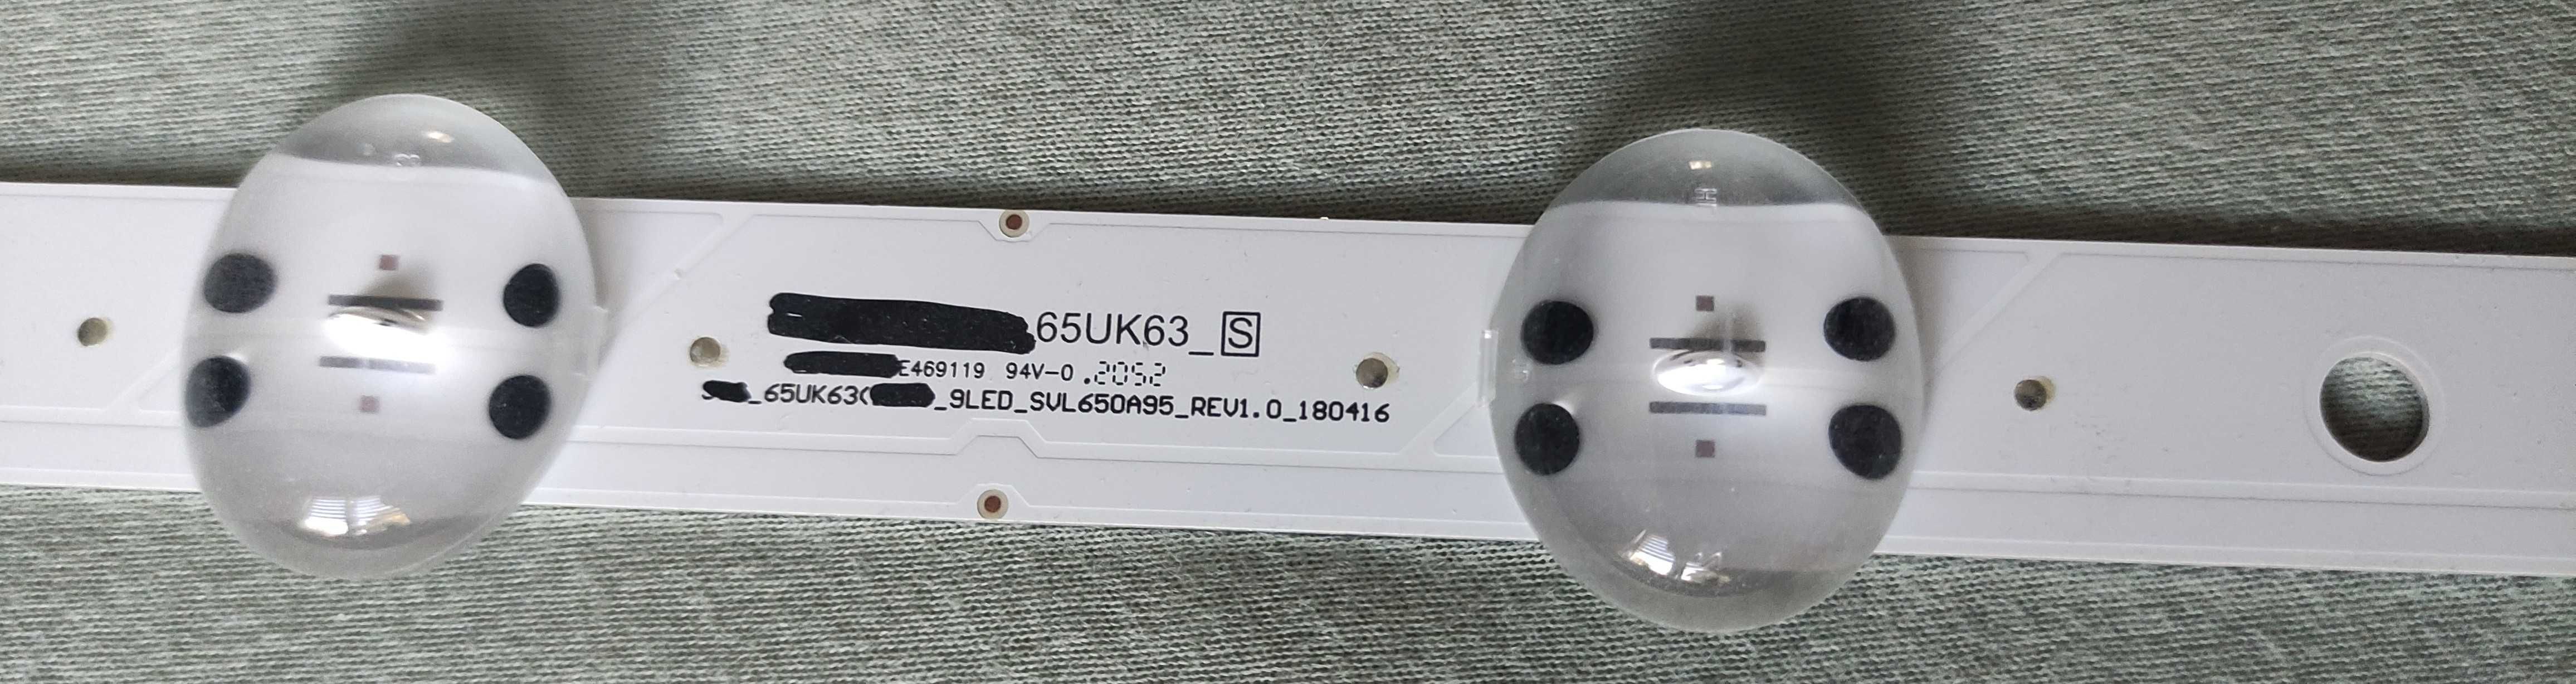 65UK63_S
E469119 94V-0 .2052
_65UK63( _9LED_SVL650A95_REV1.0_180416